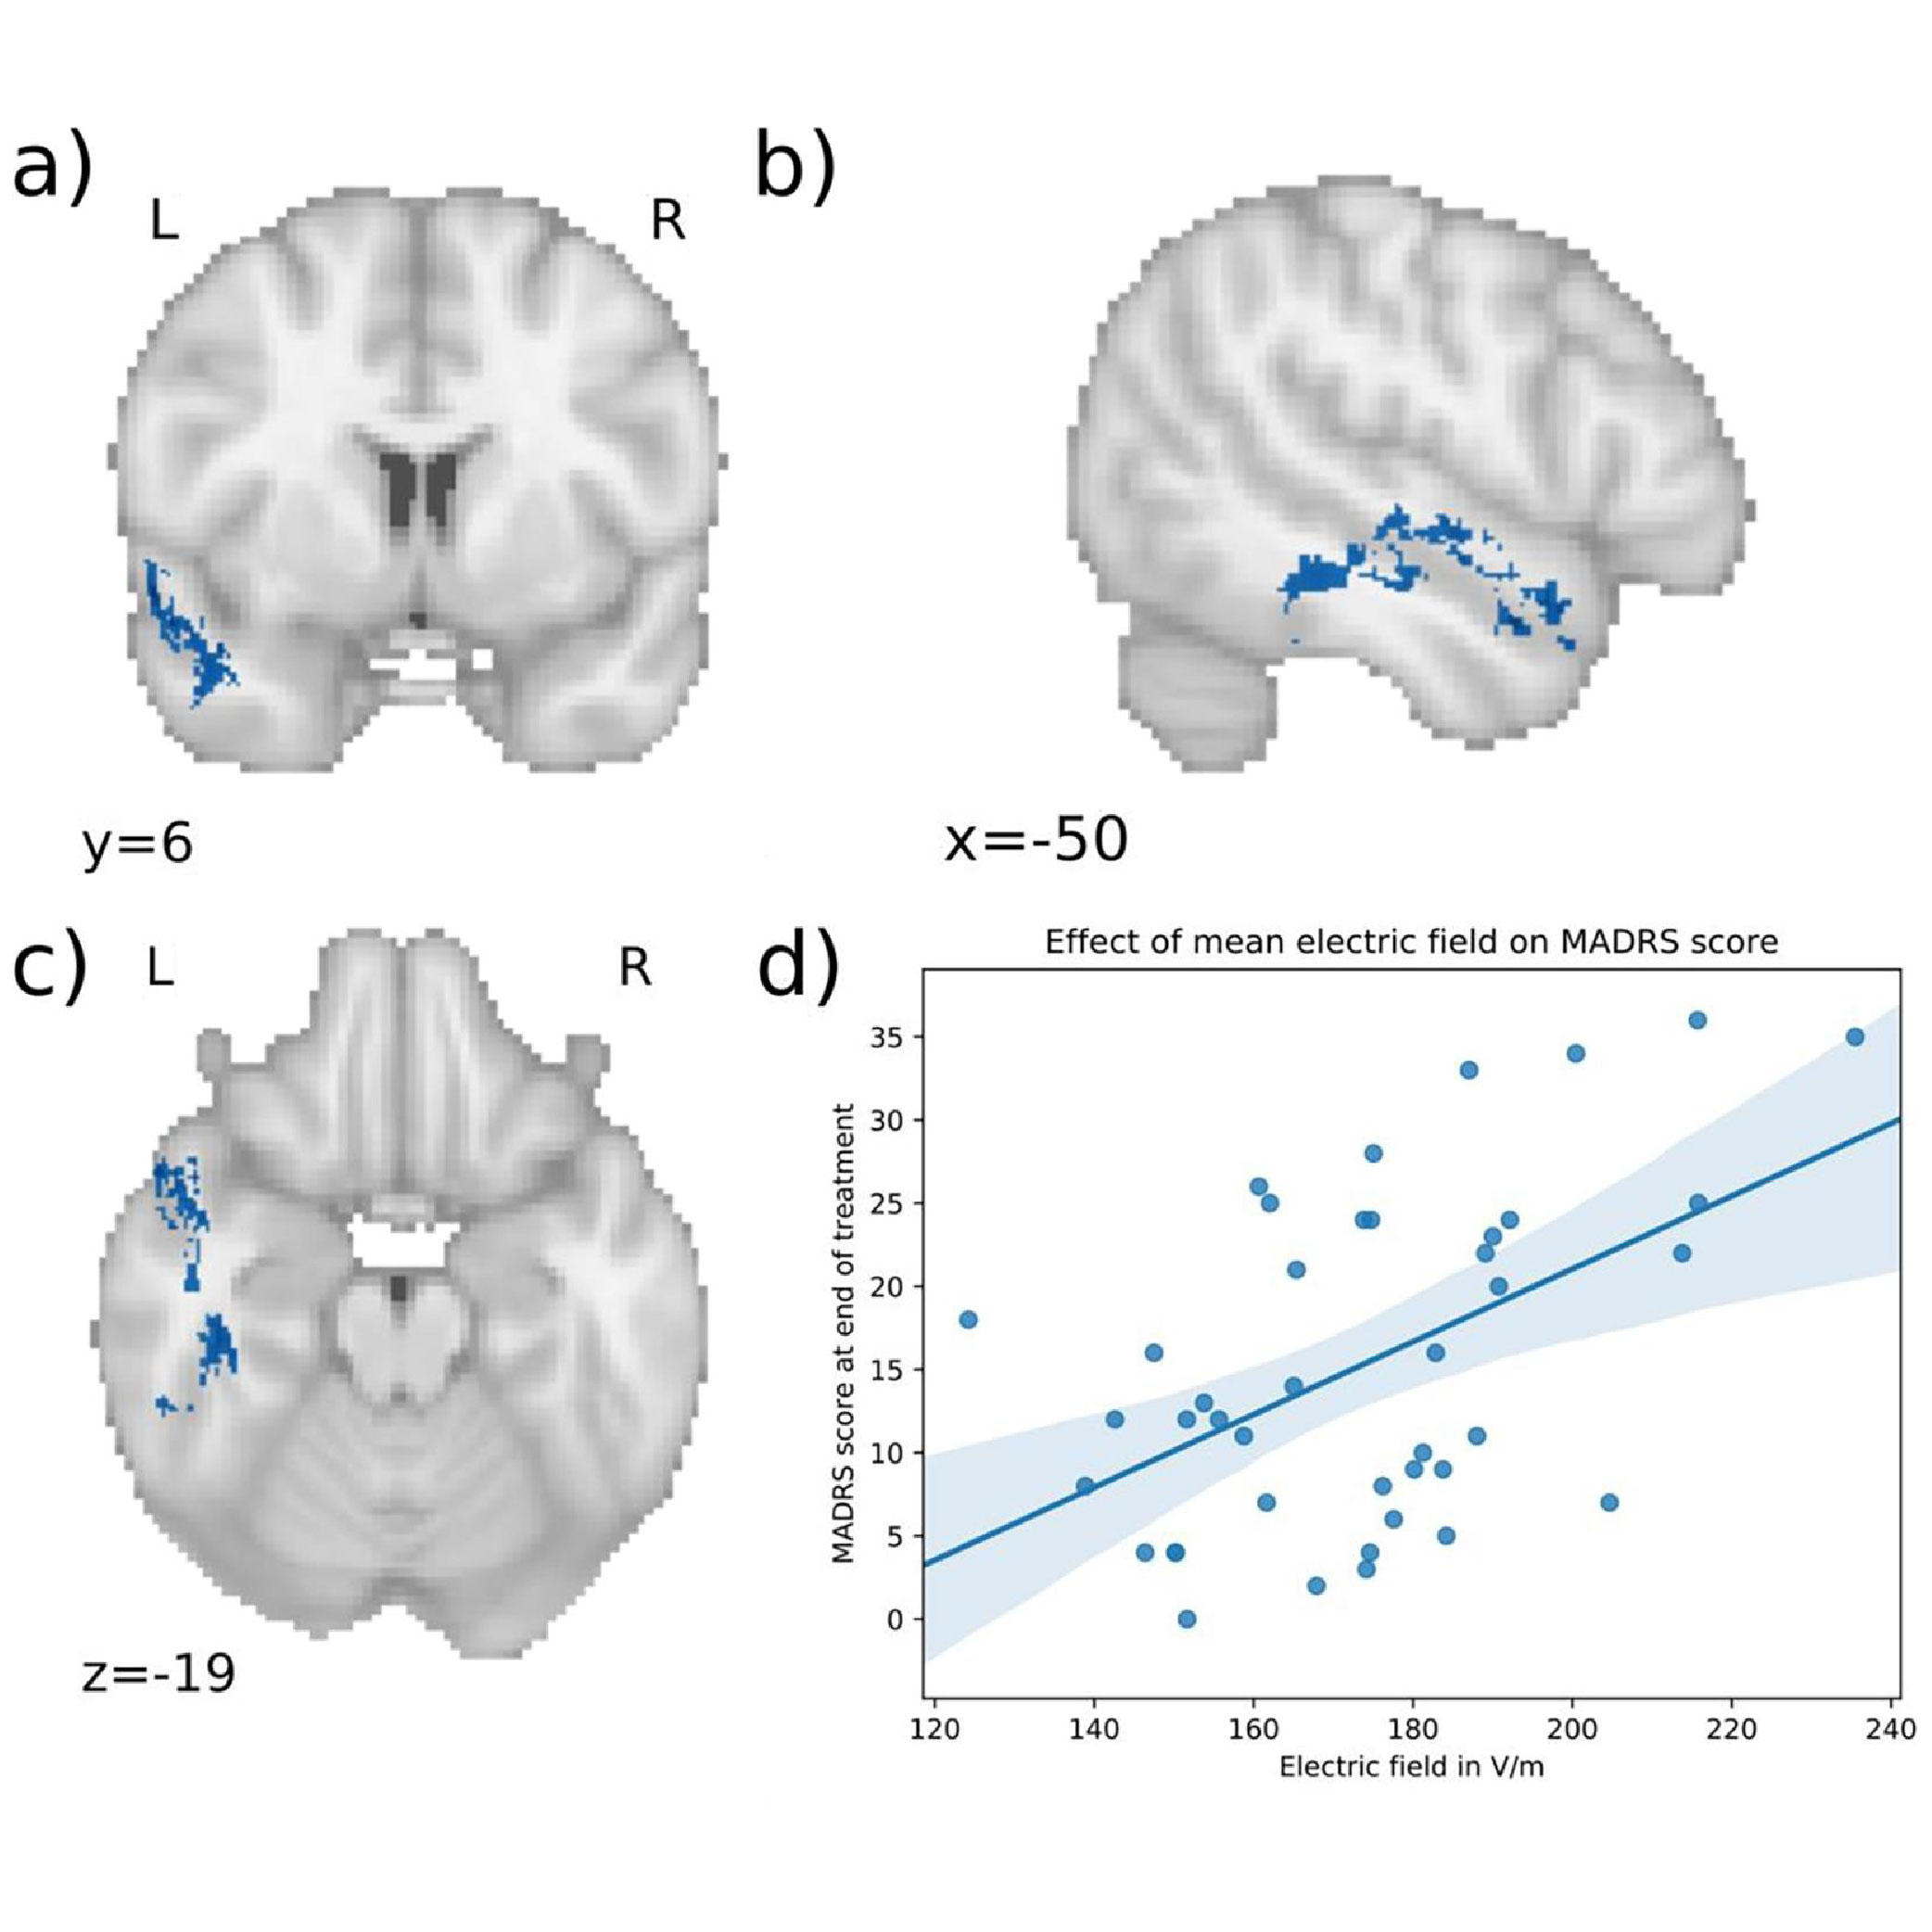 a)
L
R
y=6
b)
x=-50
c)
L
R
z=-19
d)
Effect of mean electric field on MADRS score
MADRS score at end of treatment
35
30
25
20
15
10
5
0
120 140 160 180 200 220 240
Electric field in V/m